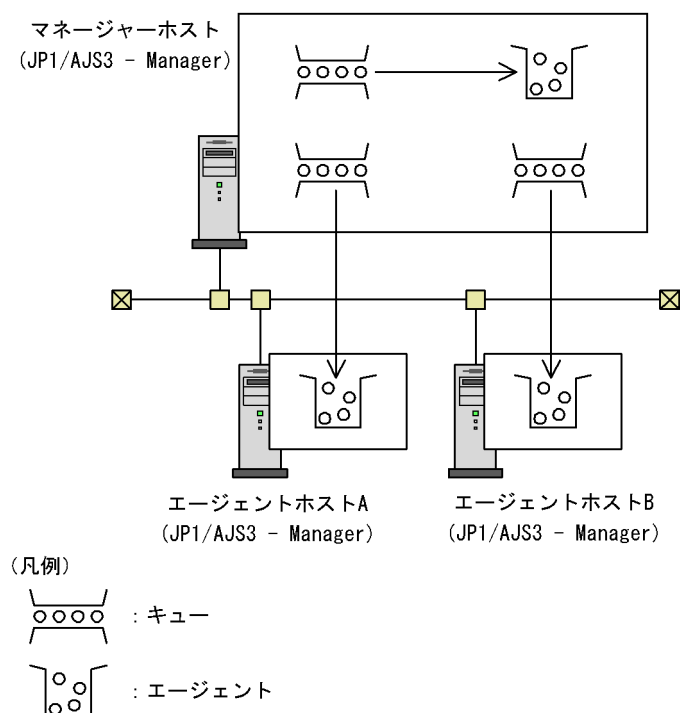 マネージャーホスト
(JP1/AJS3 - Manager)
エージェントホストA
(JP1/AJS3 - Manager)
エージェントホストB
(JP1/AJS3 - Manager)
(凡例)
:キュー
:エージェント